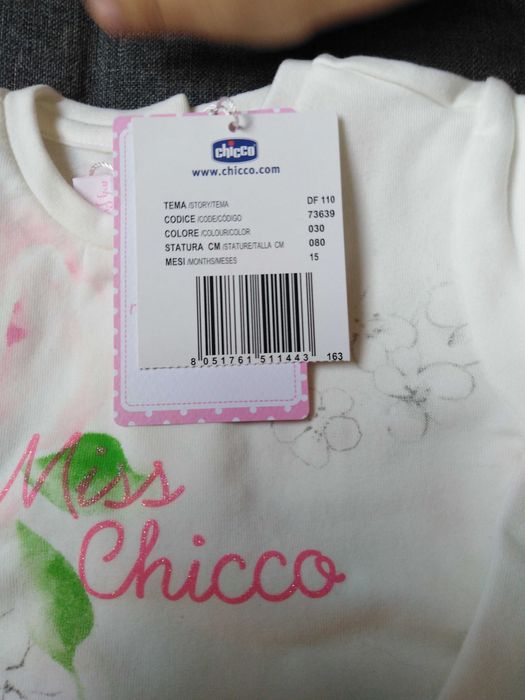 chicco
www.chicco.com
TEMA /STORY/TEMA DF 110
CODICE /CODE/CÓDIGO 73639
COLORE /COLOUR/COLOR 030
STATURA CM /STATURE/TALLA CM 080
MESI /MONTHS/MESES 15
8 051761 511443 163
Miss
Chicco